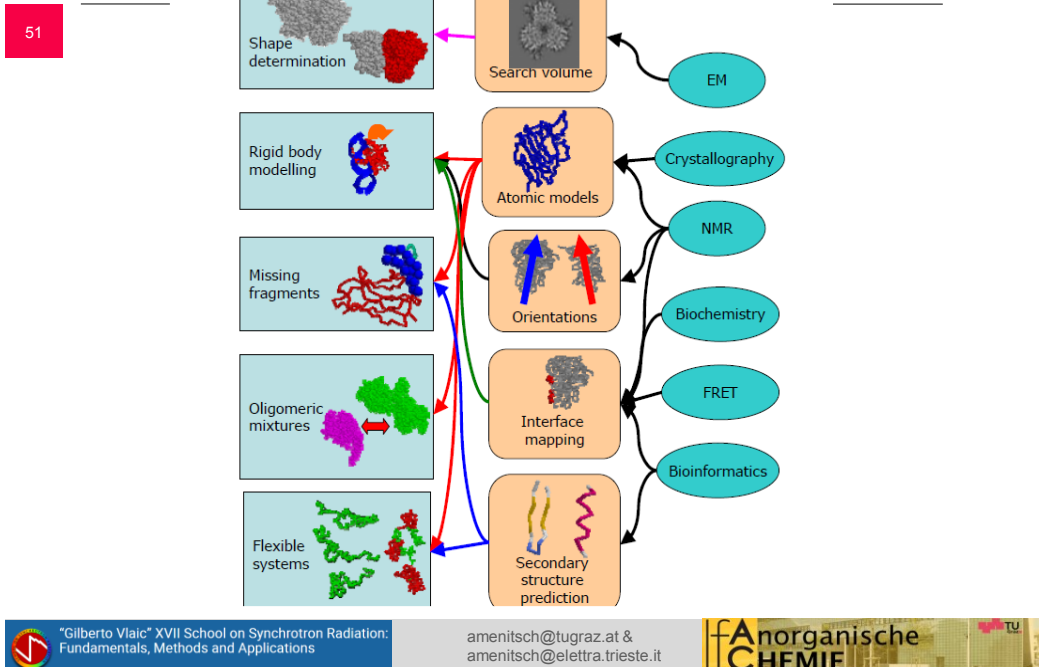 51
Shape
determination
Search volume
EM
Rigid body
modelling
Atomic models
Crystallography
NMR
Missing
fragments
Orientations
Biochemistry
Oligomeric
mixtures
Interface
mapping
FRET
Bioinformatics
Flexible
systems
Secondary
structure
prediction
"Gilberto Vlaic" XVII School on Synchrotron Radiation:
Fundamentals, Methods and Applications
amenitsch@tugraz.at &
amenitsch@elettra.trieste.it
fAnorganische
CHEMIE
TU